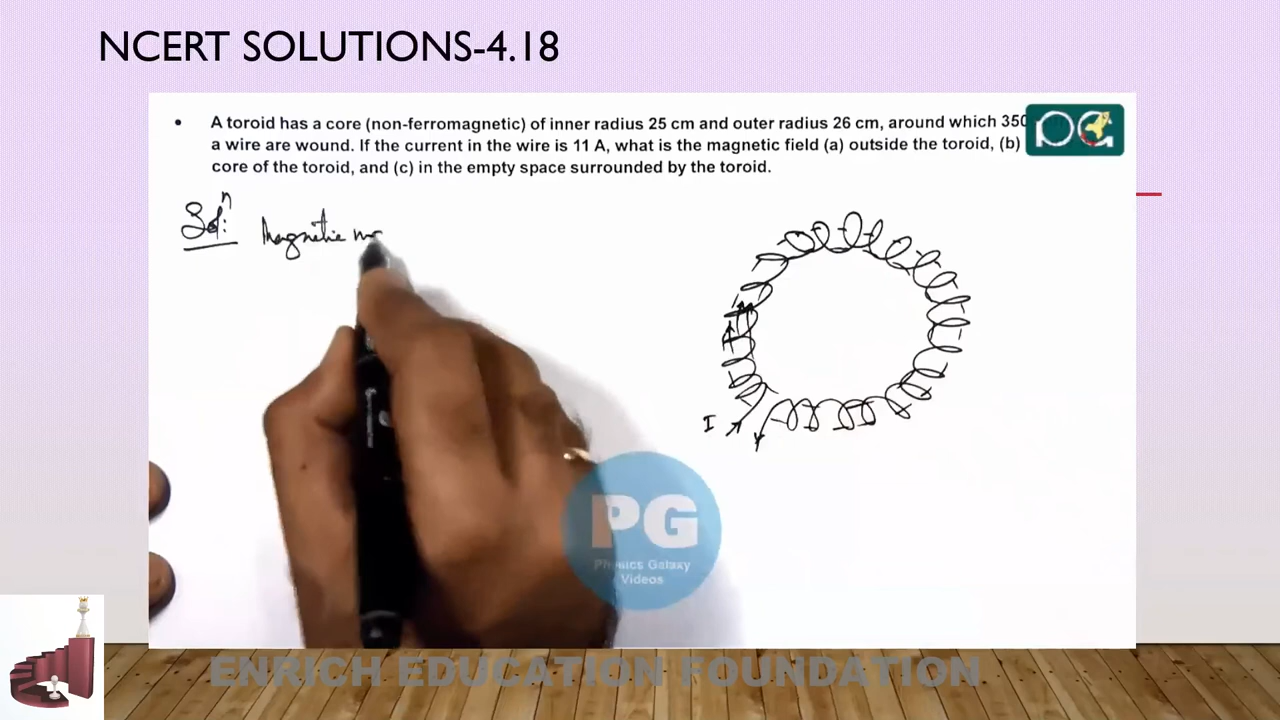 NCERT SOLUTIONS-4.18
• A toroid has a core (non-ferromagnetic) of inner radius 25 cm and outer radius 26 cm, around which 350
a wire are wound. If the current in the wire is 11 A, what is the magnetic field (a) outside the toroid, (b)
core of the toroid, and (c) in the empty space surrounded by the toroid.
Solⁿ: Magnetic
I
PG
Physics Galaxy
Videos
ENRICH EDUCATION FOUNDATION